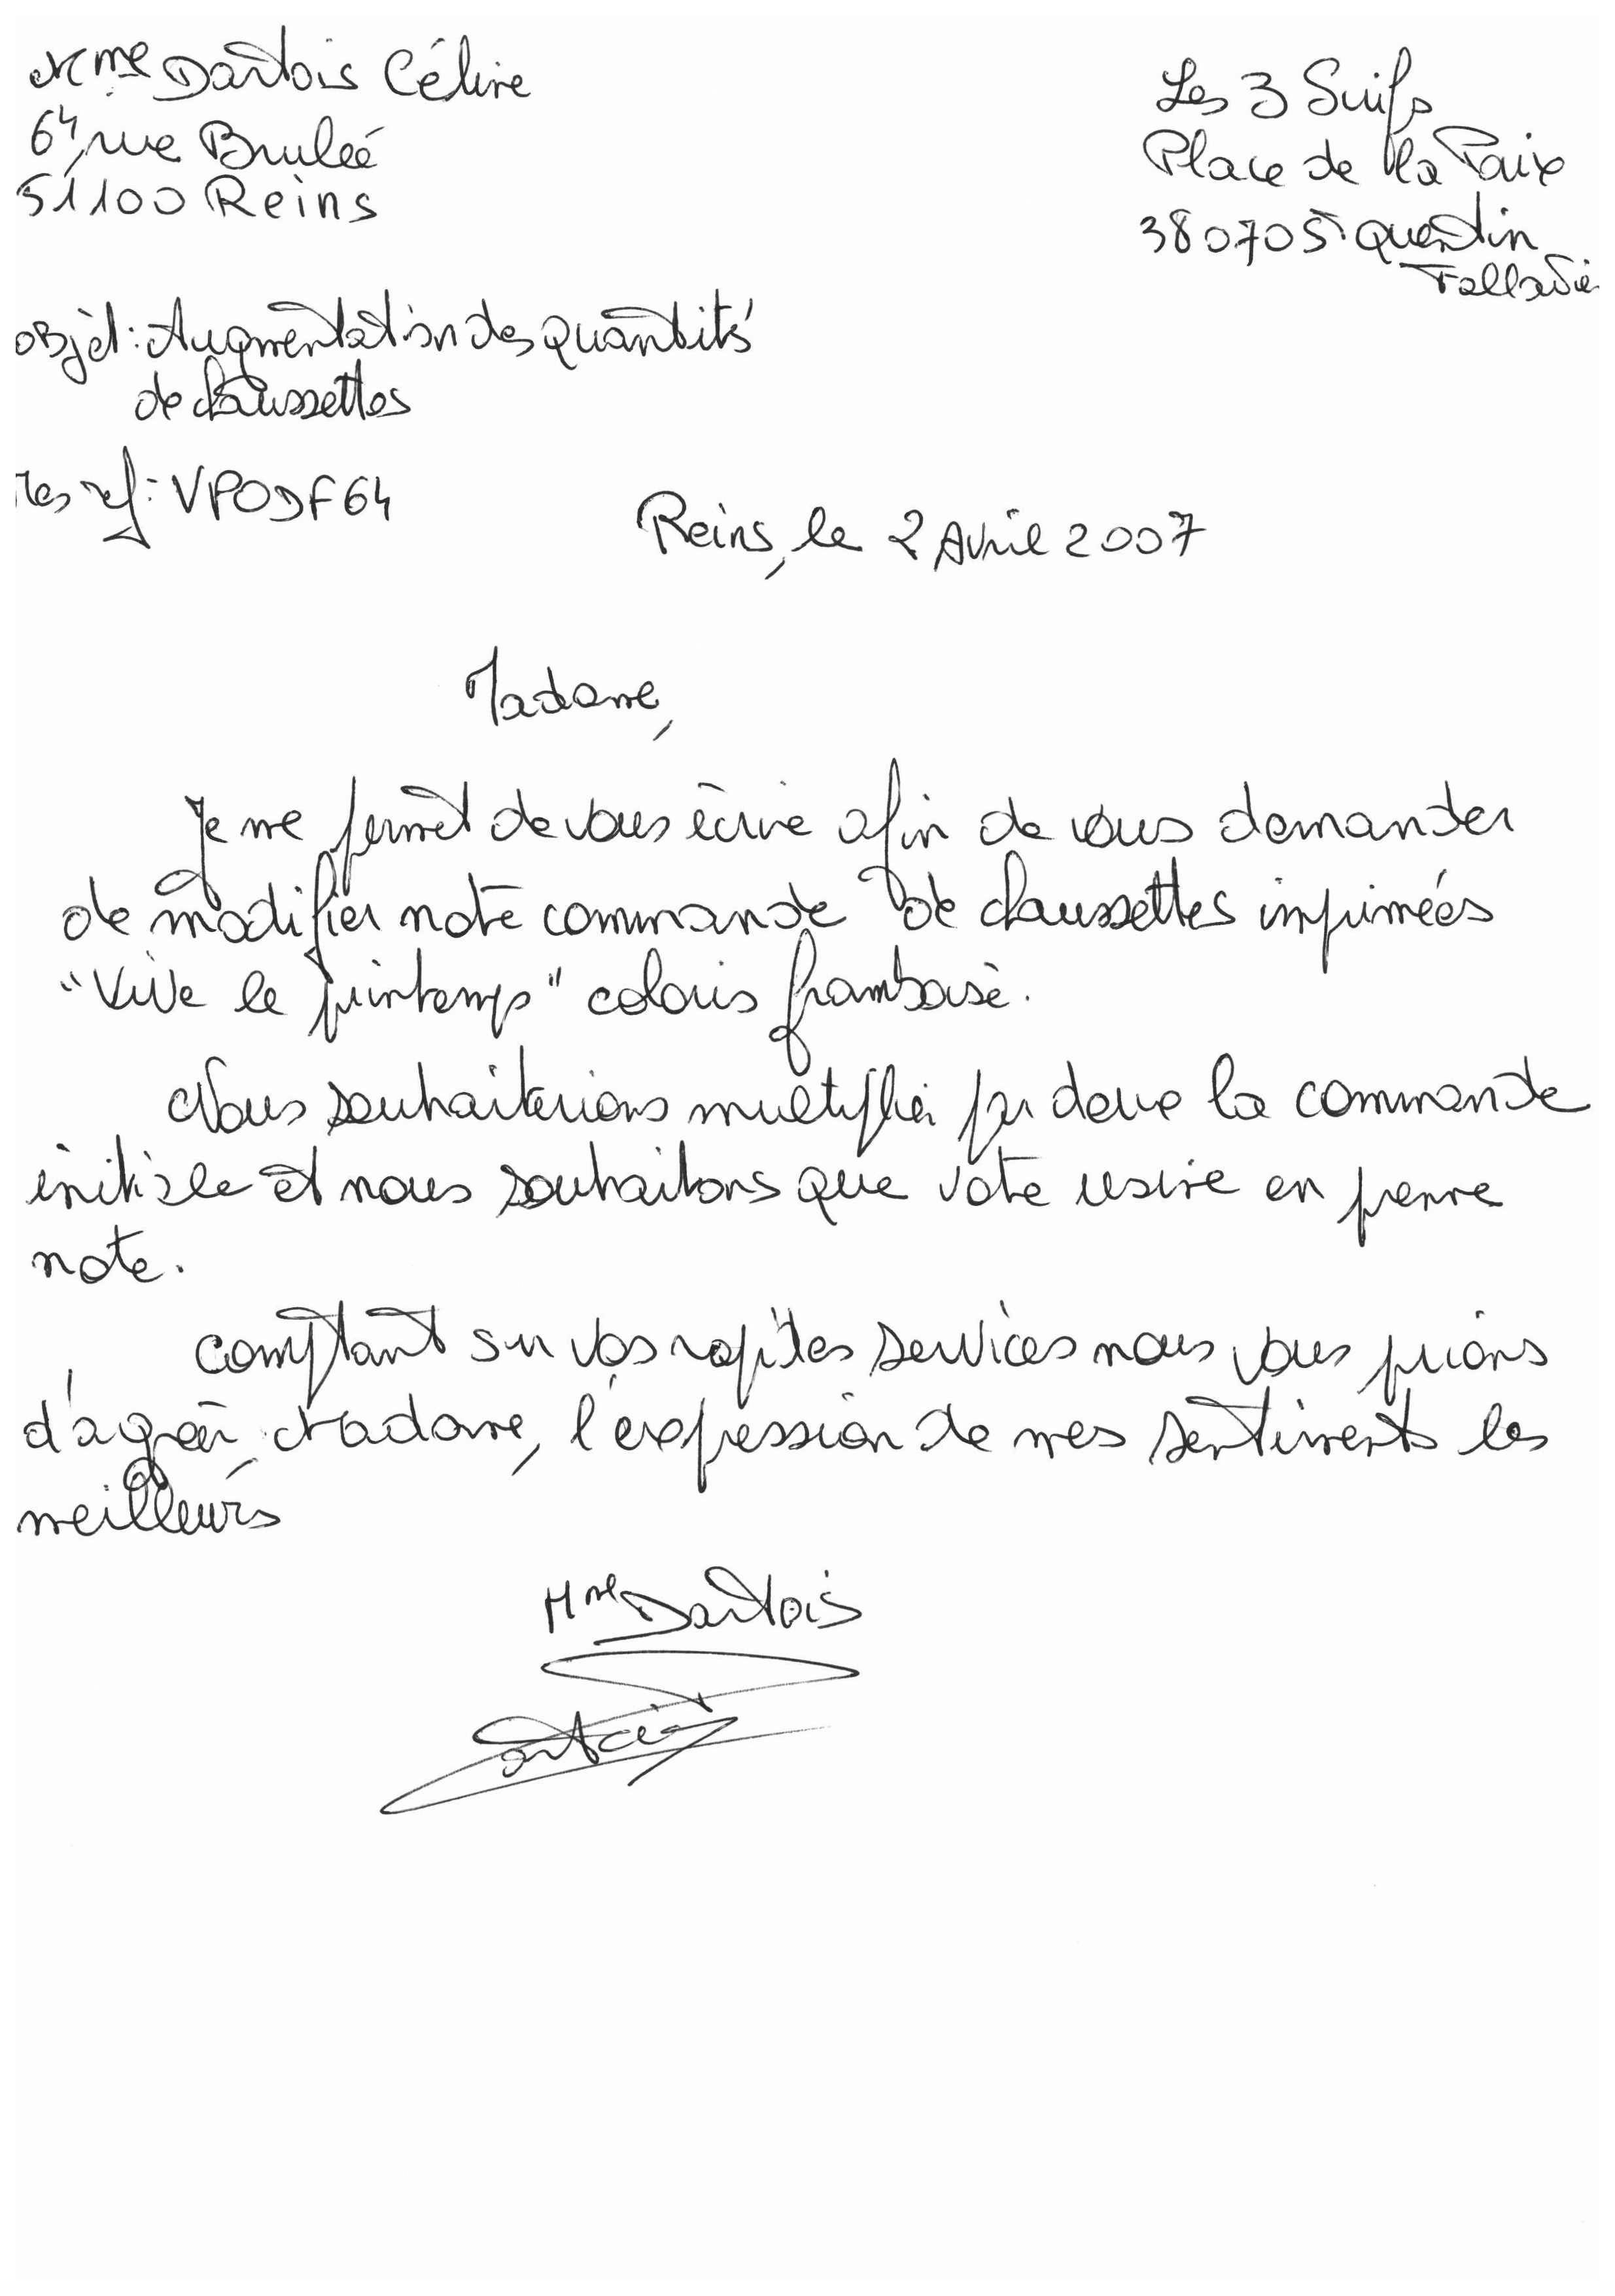 Mme Dartois Céline
64, rue Brulée
51100 Reins
Les 3 Suifs
Place de la Paix
38070 St Quentin
Fallavie
Objet : Augmentation des quantités
de chaussettes
Mes ref : VPODF64
Reins, le 2 Avril 2007
Madame,
Je me permet de vous écrire afin de vous demander
de modifier notre commande de chaussettes imprimées
"Vive le printemps" coloris framboise.
Nous souhaiterions multiplier par deux la commande
initiale et nous souhaitons que votre usine en prenne
note.
Comptant sur vos rapides services nous vous prions
d'agréer, Madame, l'expression de mes sentiments les
meilleurs
Mme Dartois